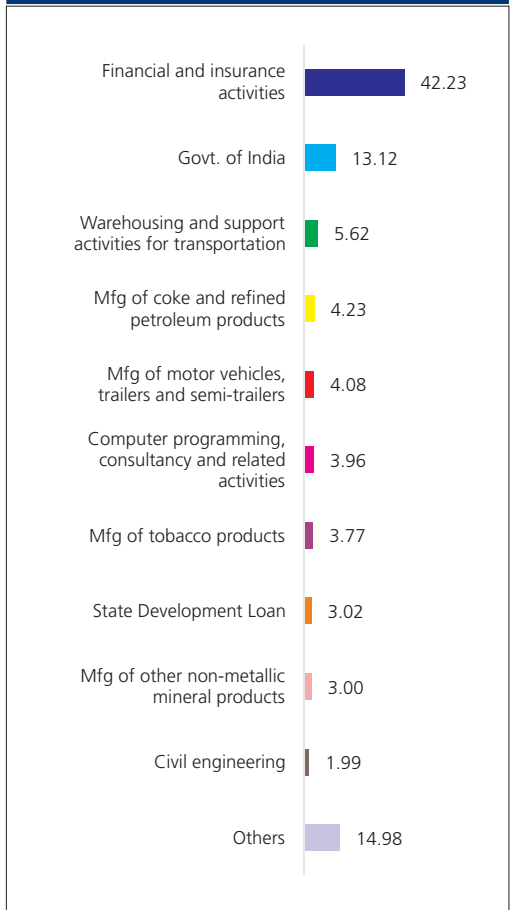 Financial and insurance
activities
42.23
Govt. of India
13.12
Warehousing and support
activities for transportation
5.62
Mfg of coke and refined
petroleum products
4.23
Mfg of motor vehicles,
trailers and semi-trailers
4.08
Computer programming,
consultancy and related
activities
3.96
Mfg of tobacco products
3.77
State Development Loan
3.02
Mfg of other non-metallic
mineral products
3.00
Civil engineering
1.99
Others
14.98